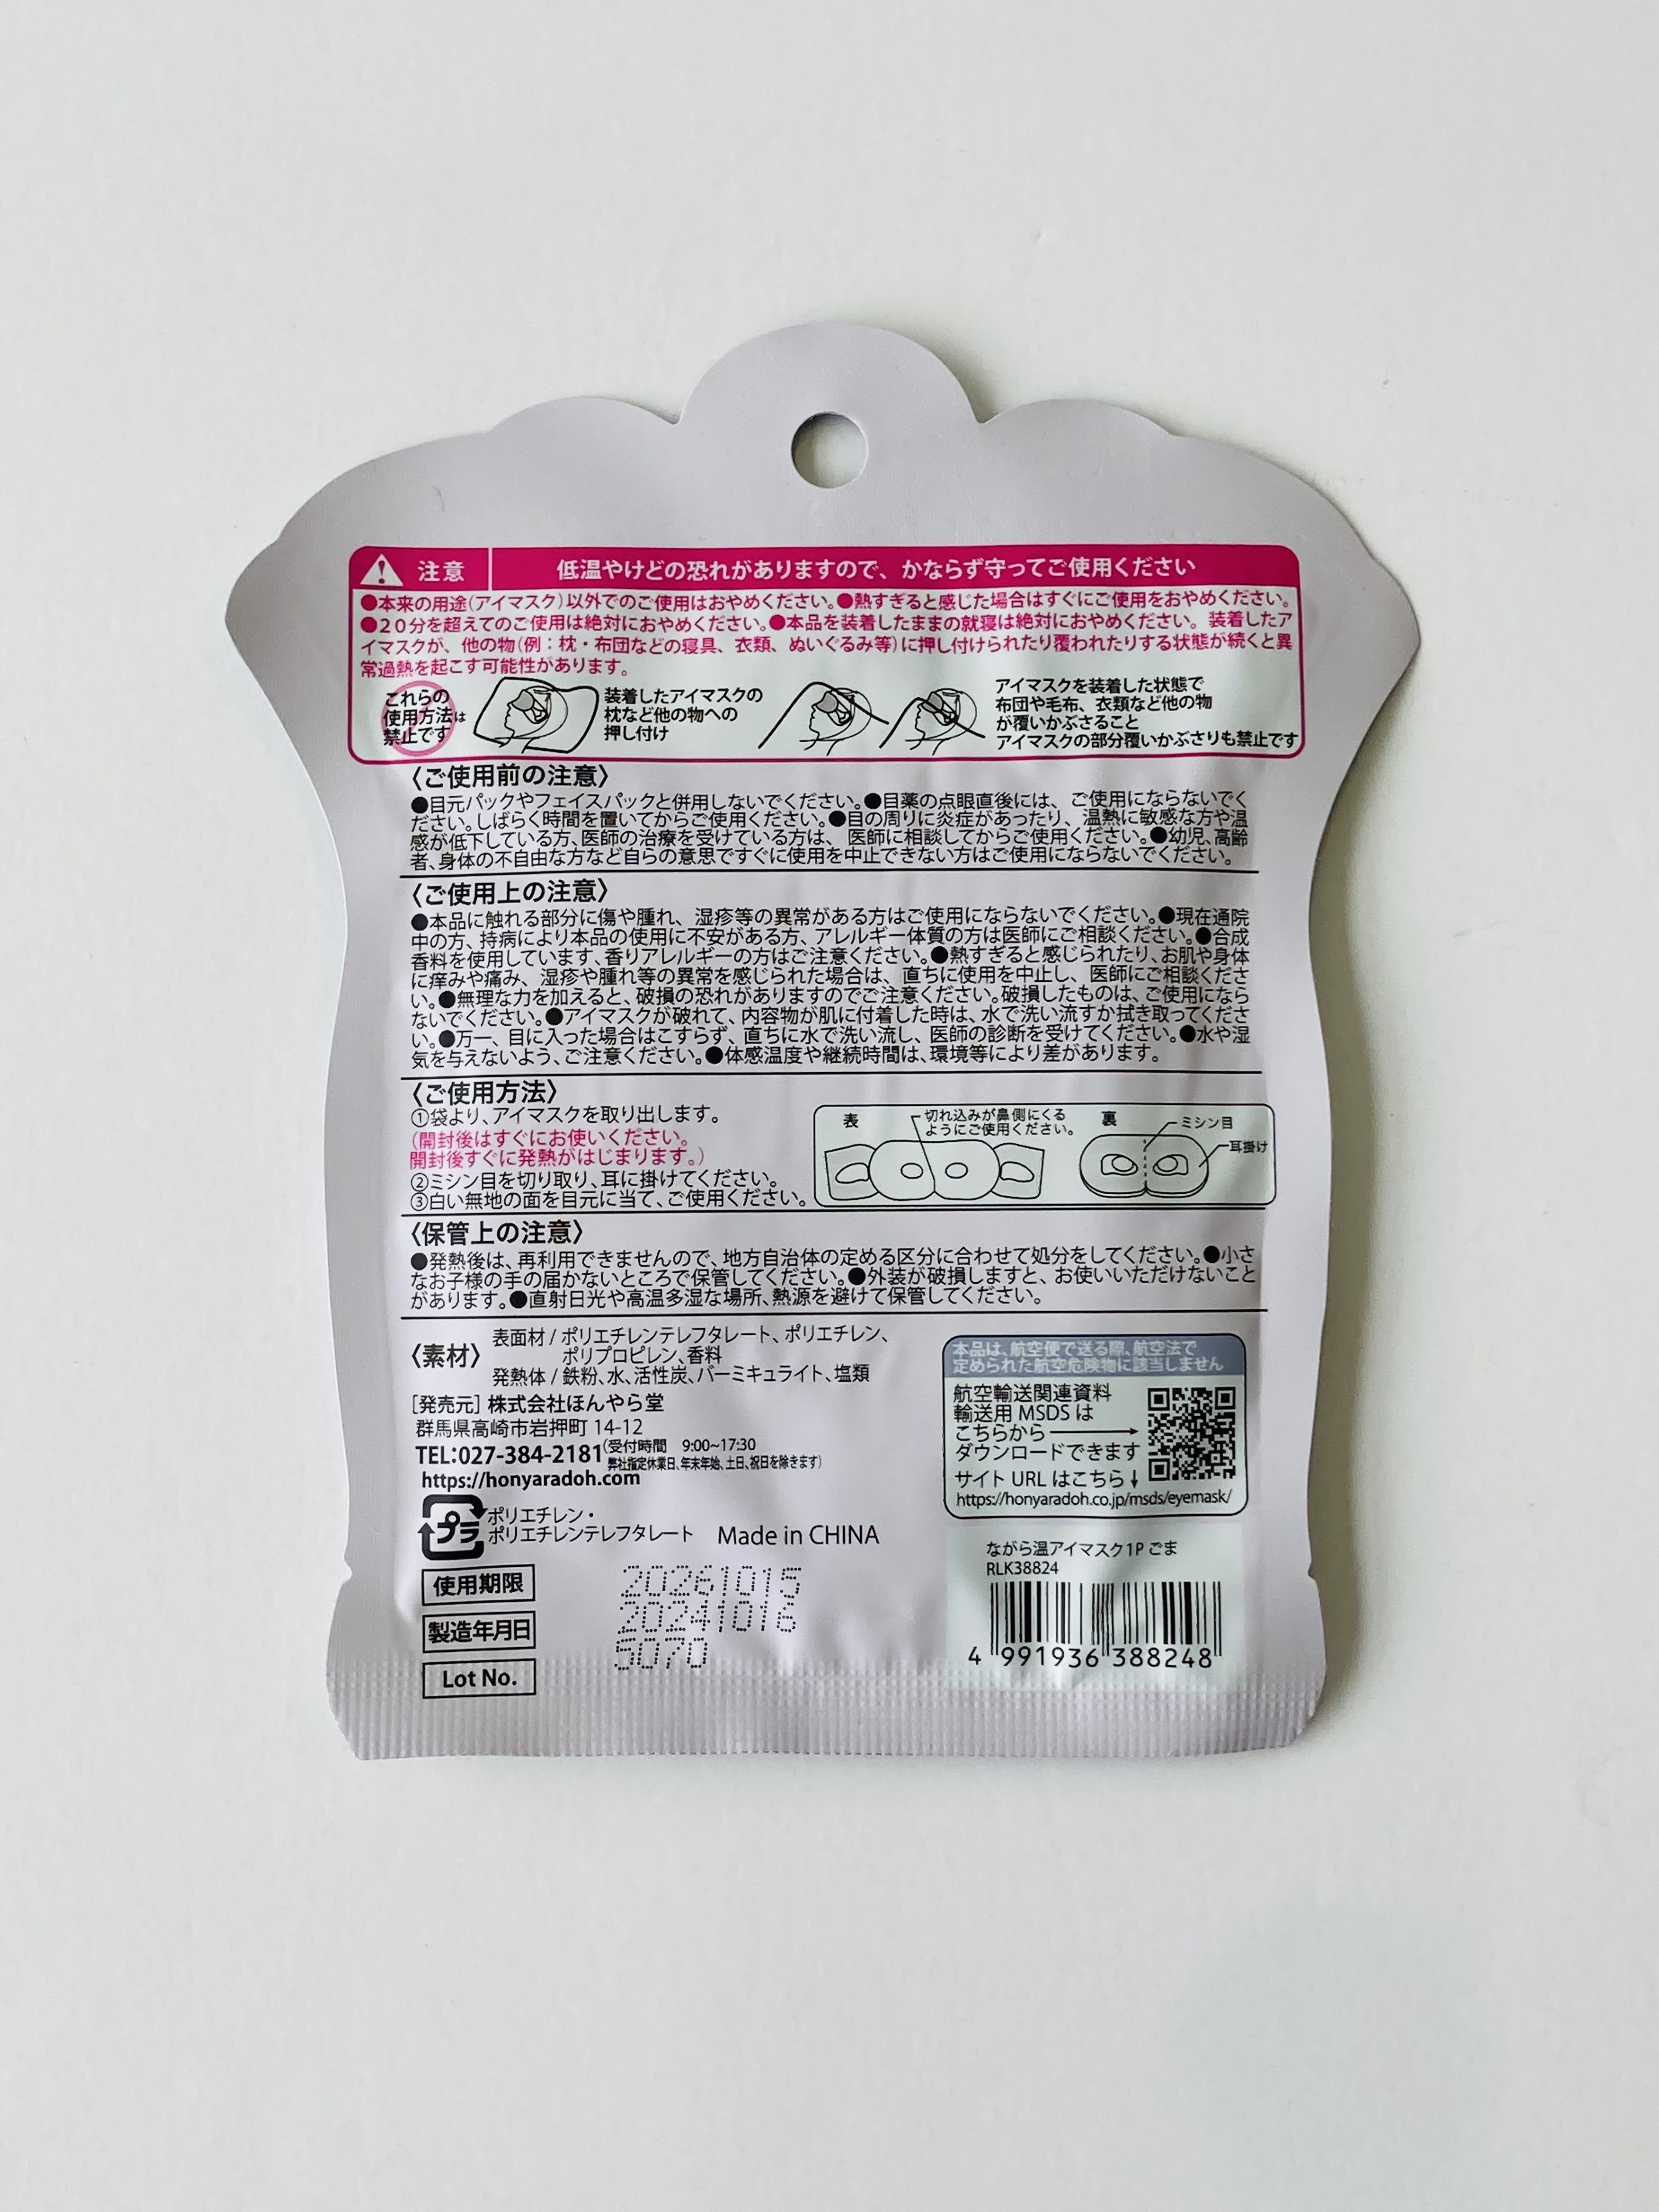 注意 低温やけどの恐れがありますので、かならず守ってご使用ください
●本来の用途(アイマスク)以外でのご使用はおやめください。●熱すぎると感じた場合はすぐにご使用をおやめください。
●20分を超えてのご使用は絶対におやめください。●本品を装着したままの就寝は絶対におやめください。装着したア
イマスクが、他の物(例:枕・布団などの寝具、衣類、ぬいぐるみ等)に押し付けられたり覆われたりする状態が続くと異
常過熱を起こす可能性があります。
これらの
使用方法は
禁止です
装着したアイマスクの
枕など他の物への
押し付け
アイマスクを装着した状態で
布団や毛布、衣類など他の物
が覆いかぶさること
アイマスクの部分覆いかぶさりも禁止です
〈ご使用前の注意〉
●目元パックやフェイスパックと併用しないでください。●目薬の点眼直後には、ご使用にならないでく
ださい。しばらく時間を置いてからご使用ください。●目の周りに炎症があったり、温熱に敏感な方や温
感が低下している方、医師の治療を受けている方は、医師に相談してからご使用ください。●幼児、高齢
者、身体の不自由な方など自らの意思ですぐに使用を中止できない方はご使用にならないでください。
〈ご使用上の注意〉
●本品に触れる部分に傷や腫れ、湿疹等の異常がある方はご使用にならないでください。●現在通院
中の方、持病により本品の使用に不安がある方、アレルギー体質の方は医師にご相談ください。●合成
香料を使用しています、香りアレルギーの方はご注意ください。●熱すぎると感じられたり、お肌や身体
に痒みや痛み、湿疹や腫れ等の異常を感じられた場合は、直ちに使用を中止し、医師にご相談くださ
い。●無理な力を加えると、破損の恐れがありますのでご注意ください。破損したものは、ご使用になら
ないでください。●アイマスクが破れて、内容物が肌に付着した時は、水で洗い流すか拭き取ってくださ
い。●万一、目に入った場合はこすらず、直ちに水で洗い流し、医師の診断を受けてください。●水や湿
気を与えないよう、ご注意ください。●体感温度や継続時間は、環境等により差があります。
〈ご使用方法〉
①袋より、アイマスクを取り出します。
(開封後はすぐにお使いください。
開封後すぐに発熱がはじまります。)
②ミシン目を切り取り、耳に掛けてください。
③白い無地の面を目元に当て、ご使用ください。
表
切れ込みが鼻側にくる
ようにご使用ください。
裏
ミシン目
耳掛け
〈保管上の注意〉
●発熱後は、再利用できませんので、地方自治体の定める区分に合わせて処分をしてください。●小さ
なお子様の手の届かないところで保管してください。●外装が破損しますと、お使いいただけないこと
があります。●直射日光や高温多湿な場所、熱源を避けて保管してください。
〈素材〉
表面材/ポリエチレンテレフタレート、ポリエチレン、
ポリプロピレン、香料
発熱体/鉄粉、水、活性炭、バーミキュライト、塩類
[発売元]株式会社ほんやら堂
群馬県高崎市岩押町 14-12
TEL:027-384-2181(受付時間 9:00~17:30
弊社指定休業日、年末年始、土日、祝日を除きます)
https://honyaradoh.com
プラ
ポリエチレン・
ポリエチレンテレフタレート
Made in CHINA
使用期限 20261015
製造年月日 20241016
Lot No. 5070
本品は、航空便で送る際、航空法で
定められた航空危険物に該当しません
航空輸送関連資料
輸送用 MSDS は
こちらから
ダウンロードできます
サイト URL はこちら↓
https://honyaradoh.co.jp/msds/eyemask/
ながら温アイマスク1P ごま
RLK38824
4 991936 388248